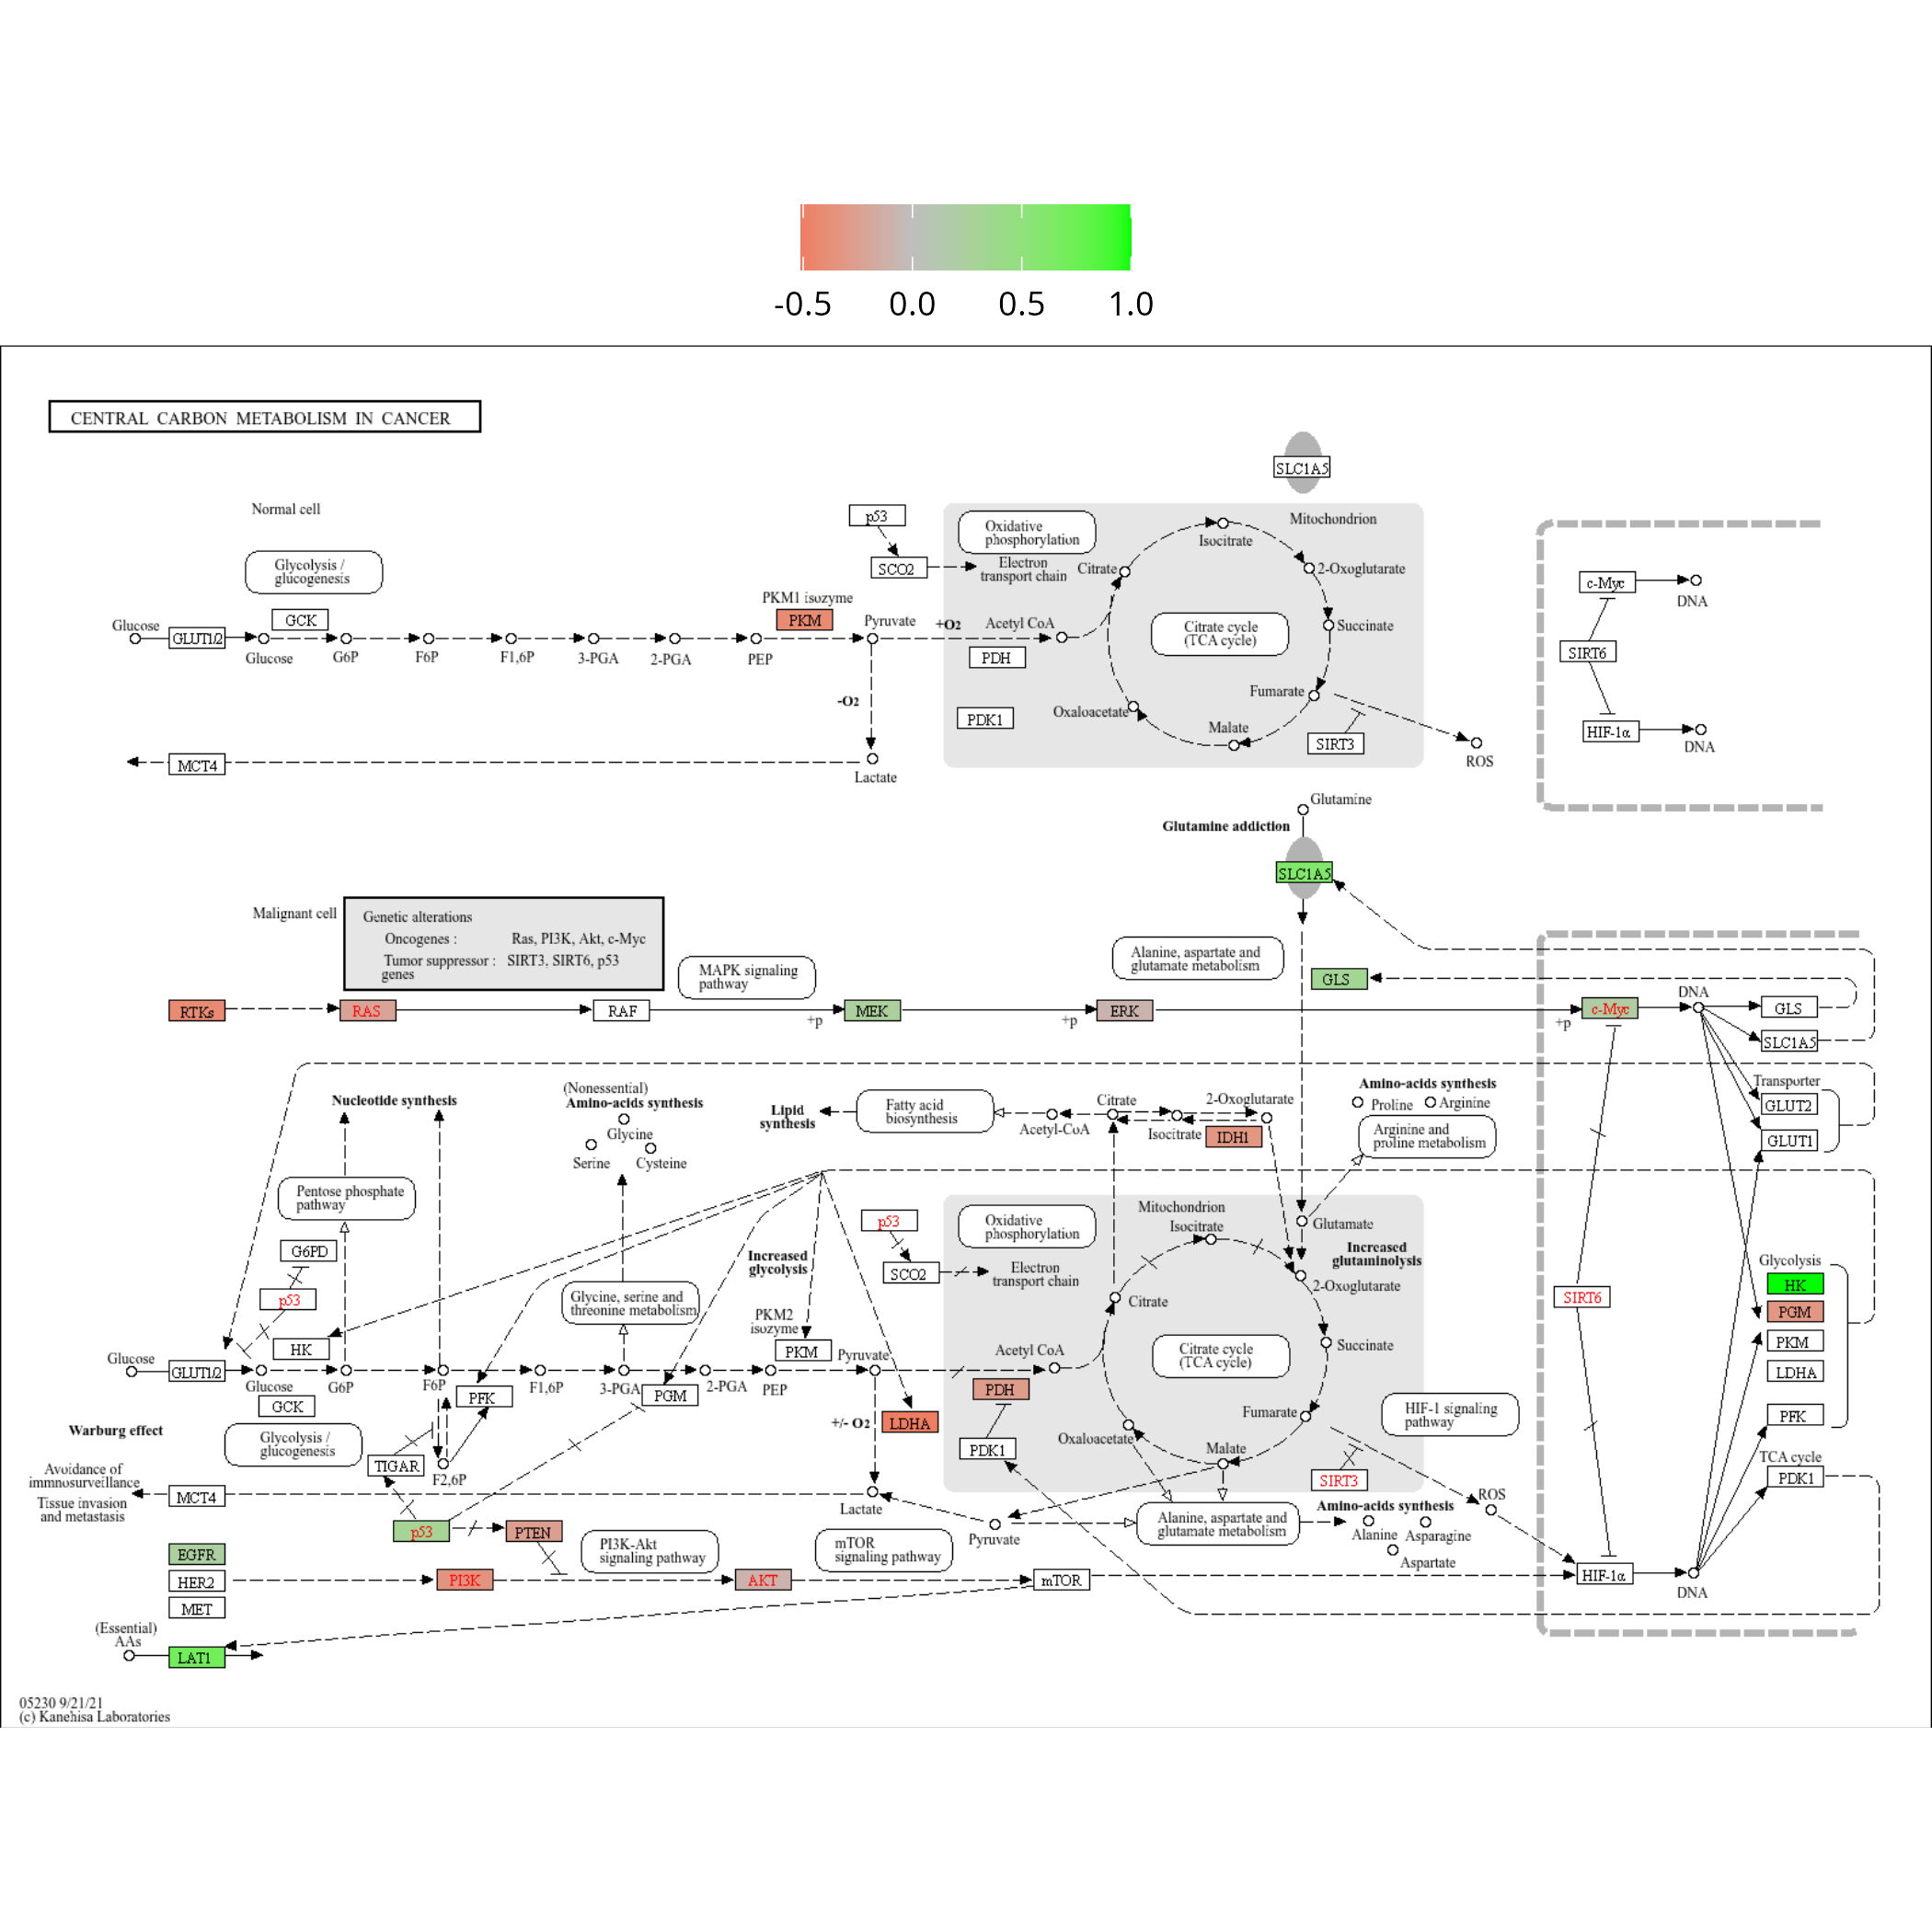 -0.5 0.0 0.5 1.0
CENTRAL CARBON METABOLISM IN CANCER
SLC1A5
Normal cell
p53
Oxidative
phosphorylation
Mitochondrion
Isocitrate
Glycolysis /
glucogenesis
SCO2
Electron
transport chain
Citrate
2-Oxoglutarate
c-Myc
DNA
PKM1 isozyme
Glucose
GLUT1/2
GCK
PKM
Pyruvate
+O2
Acetyl CoA
Citrate cycle
(TCA cycle)
Succinate
Glucose
G6P
F6P
F1,6P
3-PGA
2-PGA
PEP
PDH
SIRT6
-O2
PDK1
Oxaloacetate
Fumarate
Malate
SIRT3
ROS
HIF-1α
DNA
MCT4
Lactate
Glutamine
Glutamine addiction
SLC1A5
Malignant cell
Genetic alterations
Oncogenes : Ras, PI3K, Akt, c-Myc
Tumor suppressor : SIRT3, SIRT6, p53
genes
MAPK signaling
pathway
Alanine, aspartate and
glutamate metabolism
GLS
RTKs
RAS
RAF
+p
MEK
+p
ERK
+p
c-Myc
DNA
GLS
SLC1A5
Transporter
GLUT2
GLUT1
Nucleotide synthesis
(Nonessential)
Amino-acids synthesis
Glycine
Serine
Cysteine
Lipid
synthesis
Fatty acid
biosynthesis
Acetyl-CoA
Citrate
Isocitrate
2-Oxoglutarate
IDH1
Amino-acids synthesis
Proline
Arginine
Arginine and
proline metabolism
Pentose phosphate
pathway
G6PD
p53
p53
SCO2
Oxidative
phosphorylation
Electron
transport chain
Mitochondrion
Isocitrate
Glutamate
Increased
glutaminolysis
2-Oxoglutarate
Increased
glycolysis
Glycine, serine and
threonine metabolism
PKM2
isozyme
PKM
HK
Citrate
Glycolysis
HK
PGM
PKM
LDHA
PFK
SIRT6
Glucose
GLUT1/2
Glucose
G6P
F6P
F1,6P
3-PGA
2-PGA
PEP
Pyruvate
Acetyl CoA
Citrate cycle
(TCA cycle)
Succinate
GCK
PFK
PGM
PDH
LDHA
+/- O2
Fumarate
HIF-1 signaling
pathway
Warburg effect
Glycolysis /
glucogenesis
TIGAR
F2,6P
PDK1
Oxaloacetate
Malate
SIRT3
TCA cycle
PDK1
Avoidance of
immnosurveillance
Tissue invasion
and metastasis
MCT4
Lactate
Pyruvate
Alanine, aspartate and
glutamate metabolism
Amino-acids synthesis
Alanine
Asparagine
Aspartate
ROS
p53
PTEN
PI3K-Akt
signaling pathway
mTOR
signaling pathway
EGFR
HER2
MET
PI3K
AKT
mTOR
HIF-1α
DNA
(Essential)
AAs
LAT1
05230 9/21/21
(c) Kanehisa Laboratories